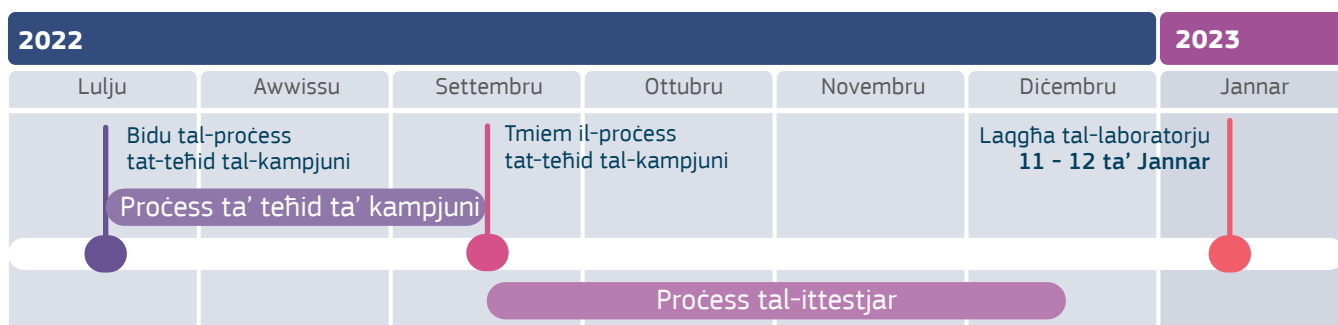 2022
2023
Lulju
Awwissu
Settembru
Ottubru
Novembru
Diċembru
Jannar
Bidu tal-proċess
tat-teħid tal-kampjuni
Tmiem il-proċess
tat-teħid tal-kampjuni
Laqgħa tal-laboratorju
11 - 12 ta' Jannar
Proċess ta' teħid ta' kampjuni
Proċess tal-ittestjar